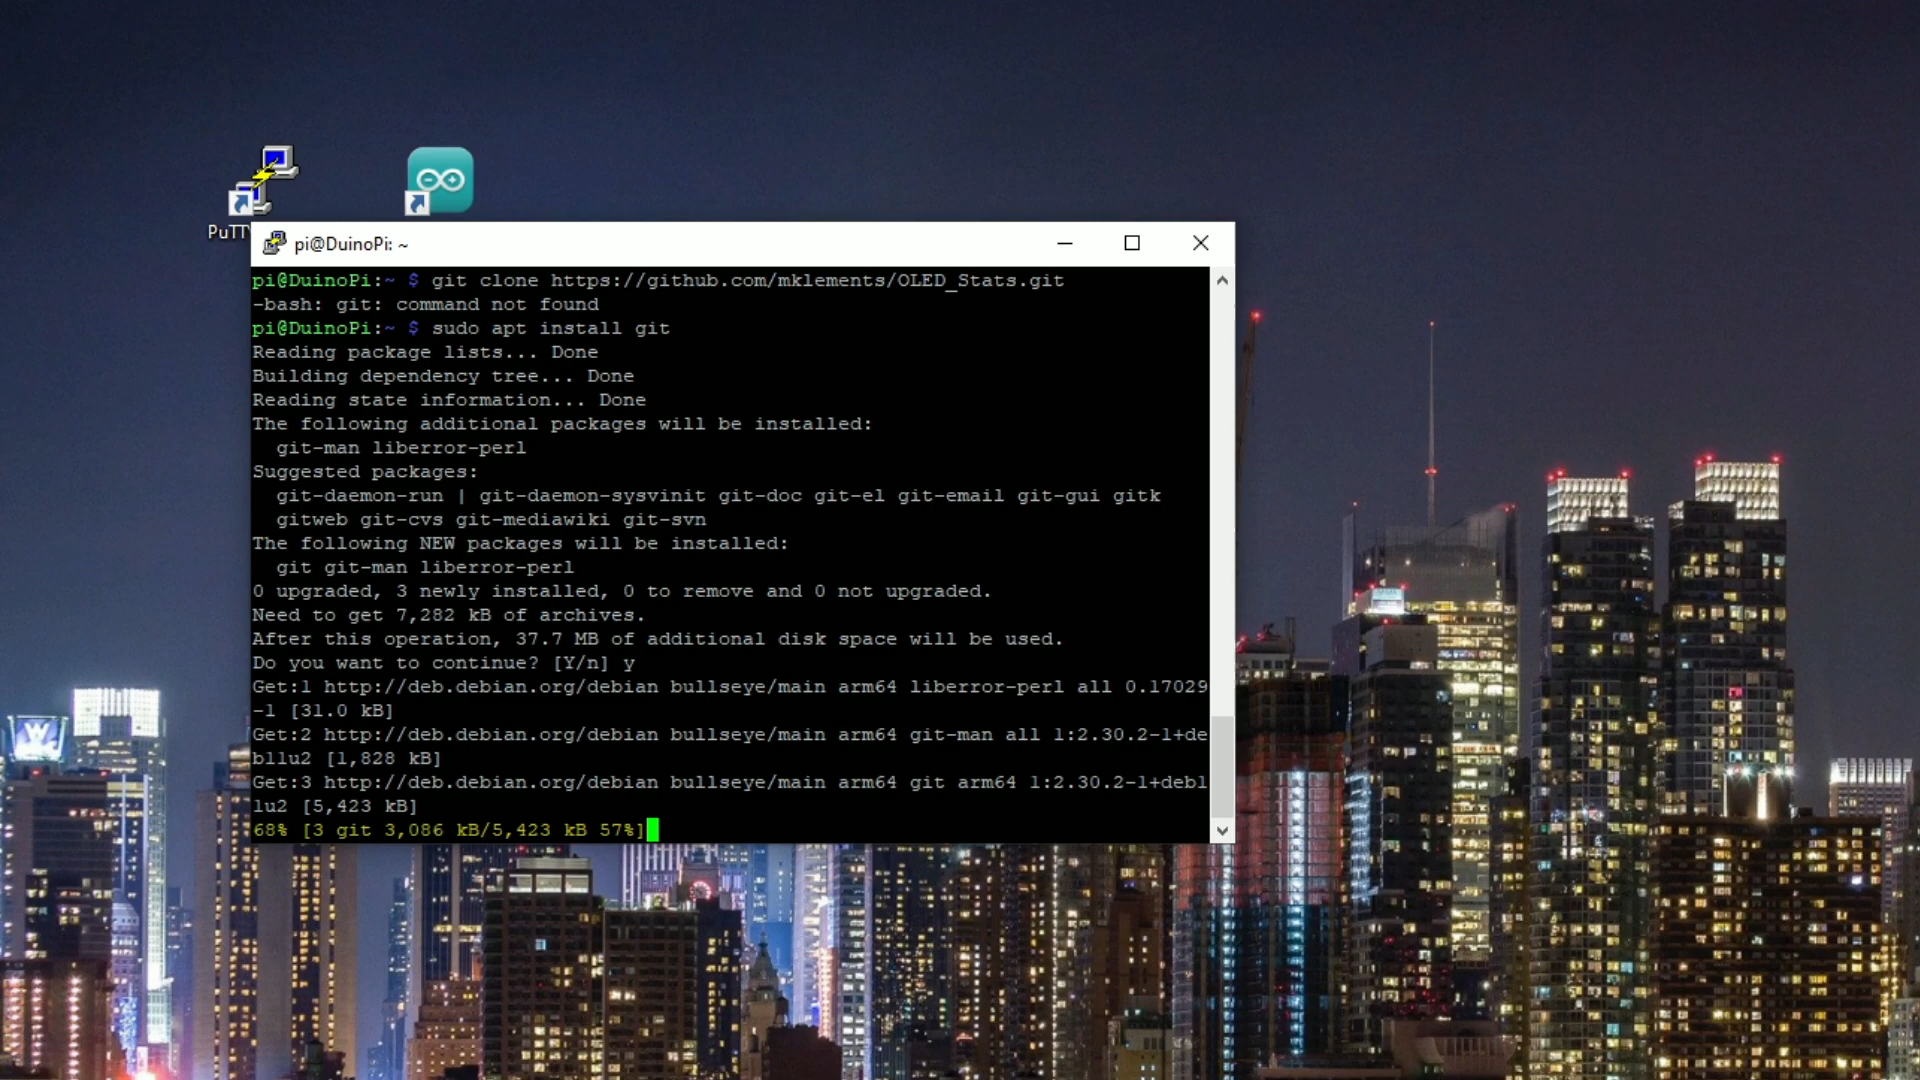 PuTT
pi@DuinoPi: ~
pi@DuinoPi:~ $ git clone https://github.com/mklements/OLED_Stats.git
-bash: git: command not found
pi@DuinoPi:~ $ sudo apt install git
Reading package lists... Done
Building dependency tree... Done
Reading state information... Done
The following additional packages will be installed:
  git-man liberror-perl
Suggested packages:
  git-daemon-run | git-daemon-sysvinit git-doc git-el git-email git-gui gitk
  gitweb git-cvs git-mediawiki git-svn
The following NEW packages will be installed:
  git git-man liberror-perl
0 upgraded, 3 newly installed, 0 to remove and 0 not upgraded.
Need to get 7,282 kB of archives.
After this operation, 37.7 MB of additional disk space will be used.
Do you want to continue? [Y/n] y
Get:1 http://deb.debian.org/debian bullseye/main arm64 liberror-perl all 0.17029
-1 [31.0 kB]
Get:2 http://deb.debian.org/debian bullseye/main arm64 git-man all 1:2.30.2-1+de
b11u2 [1,828 kB]
Get:3 http://deb.debian.org/debian bullseye/main arm64 git arm64 1:2.30.2-1+deb1
1u2 [5,423 kB]
68% [3 git 3,086 kB/5,423 kB 57%]